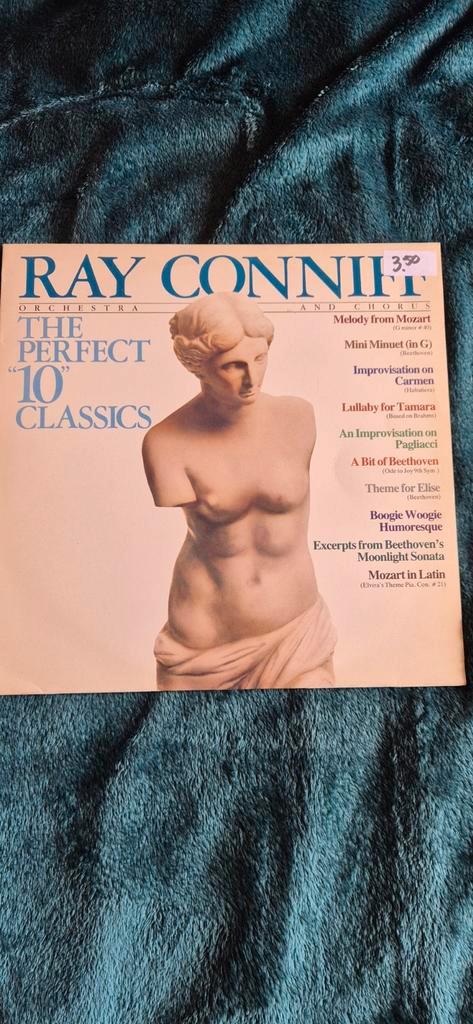 RAY CONNIFF
3.50
ORCHESTRA AND CHORUS
THE
PERFECT
"10"
CLASSICS
Melody from Mozart
(G minor # 40)
Mini Minuet (in G)
(Beethoven)
Improvisation on
Carmen
(Habañera)
Lullaby for Tamara
(Based on Brahms)
An Improvisation on
Pagliacci
A Bit of Beethoven
(Ode to Joy 9th Sym.)
Theme for Elise
(Beethoven)
Boogie Woogie
Humoresque
Excerpts from Beethoven's
Moonlight Sonata
Mozart in Latin
(Elvira's Theme Pia. Con. # 21)